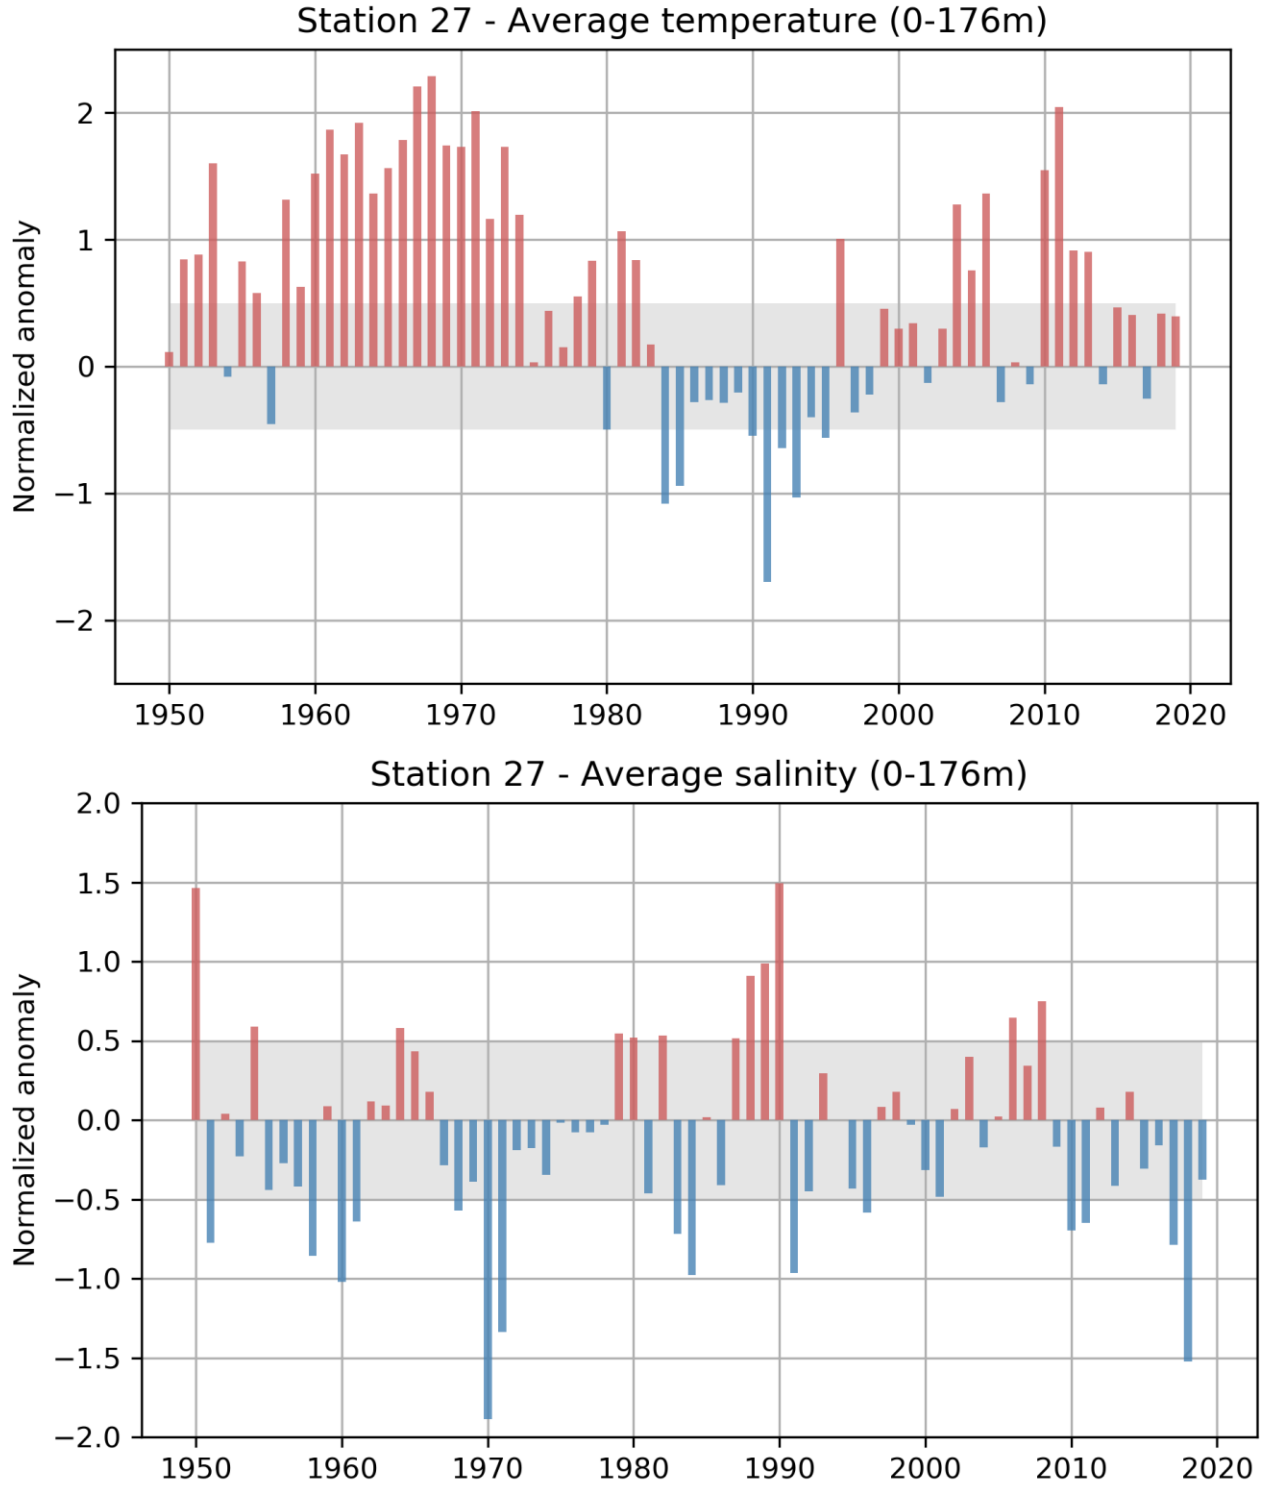 Station 27 - Average temperature (0-176m)
Normalized anomaly
2
1
0
−1
−2
1950 1960 1970 1980 1990 2000 2010 2020
Station 27 - Average salinity (0-176m)
Normalized anomaly
2.0
1.5
1.0
0.5
0.0
−0.5
−1.0
−1.5
−2.0
1950 1960 1970 1980 1990 2000 2010 2020